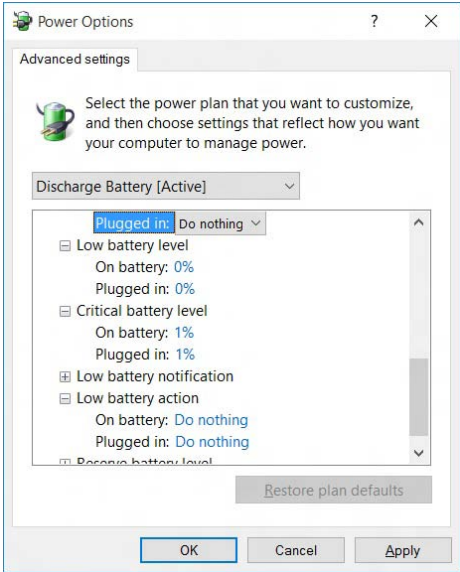 Power Options
?
Advanced settings
Select the power plan that you want to customize,
and then choose settings that reflect how you want
your computer to manage power.
Discharge Battery [Active]
Plugged in: Do nothing
Low battery level
On battery: 0%
Plugged in: 0%
Critical battery level
On battery: 1%
Plugged in: 1%
Low battery notification
Low battery action
On battery: Do nothing
Plugged in: Do nothing
Reserve battery level
Restore plan defaults
OK
Cancel
Apply